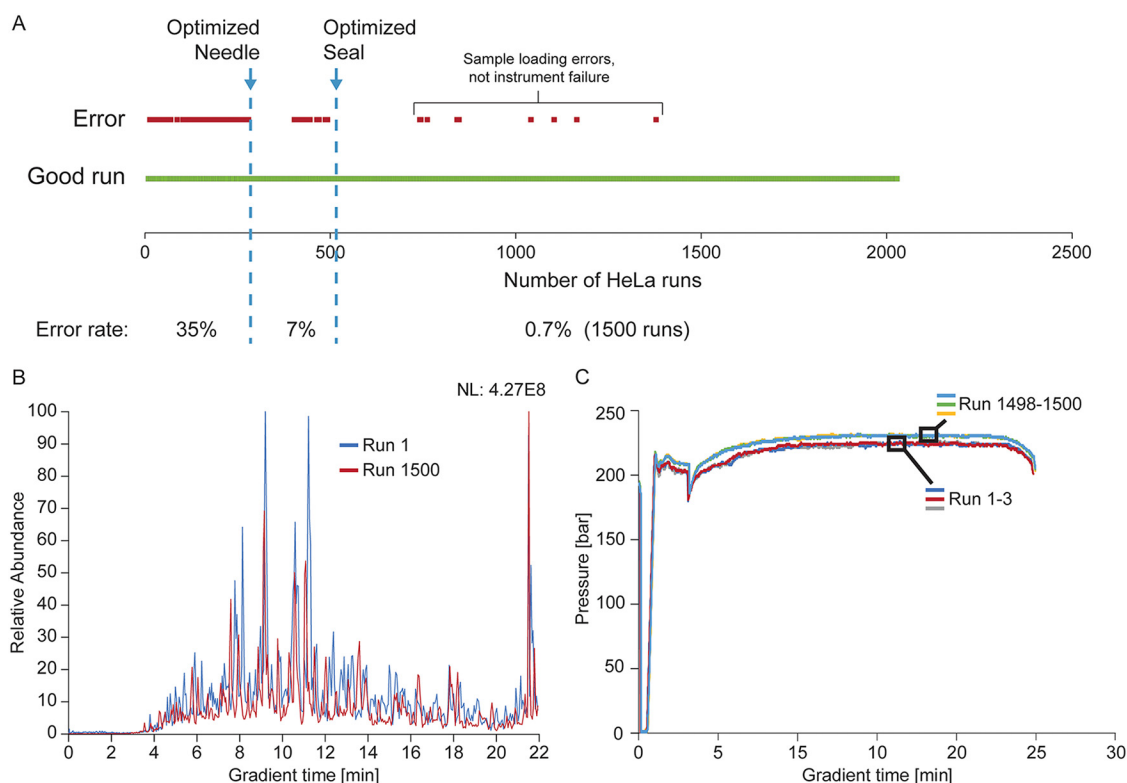 A
Optimized
Needle
Optimized
Seal
Sample loading errors,
not instrument failure
Error
Good run
0 500 1000 1500 2000 2500
Number of HeLa runs
Error rate: 35% 7% 0.7% (1500 runs)
B
NL: 4.27E8
100
90
80
70
60
50
40
30
20
10
0
Relative Abundance
Run 1
Run 1500
0 2 4 6 8 10 12 14 16 18 20 22
Gradient time [min]
C
250
200
150
100
50
0
Pressure [bar]
Run 1498-1500
Run 1-3
0 5 15 10 20 25 30
Gradient time [min]